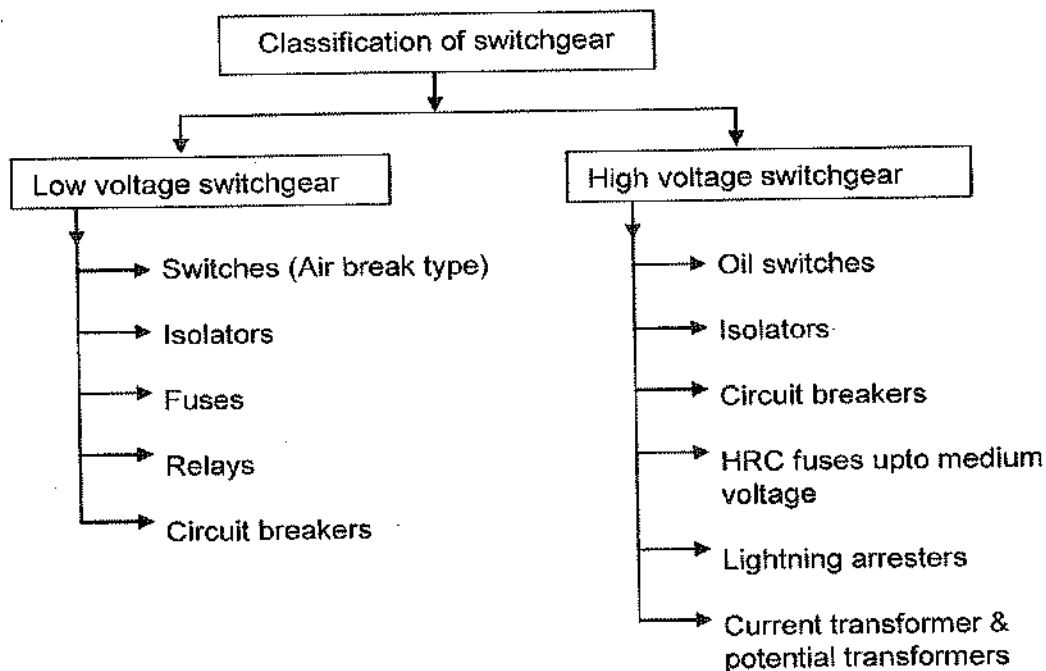 Classification of switchgear
Low voltage switchgear
Switches (Air break type)
Isolators
Fuses
Relays
Circuit breakers
High voltage switchgear
Oil switches
Isolators
Circuit breakers
HRC fuses upto medium
voltage
Lightning arresters
Current transformer &
potential transformers